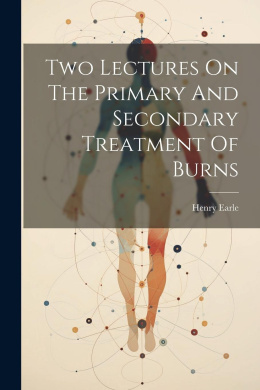 Two Lectures On
The Primary And
Secondary
Treatment Of
Burns
Henry Earle